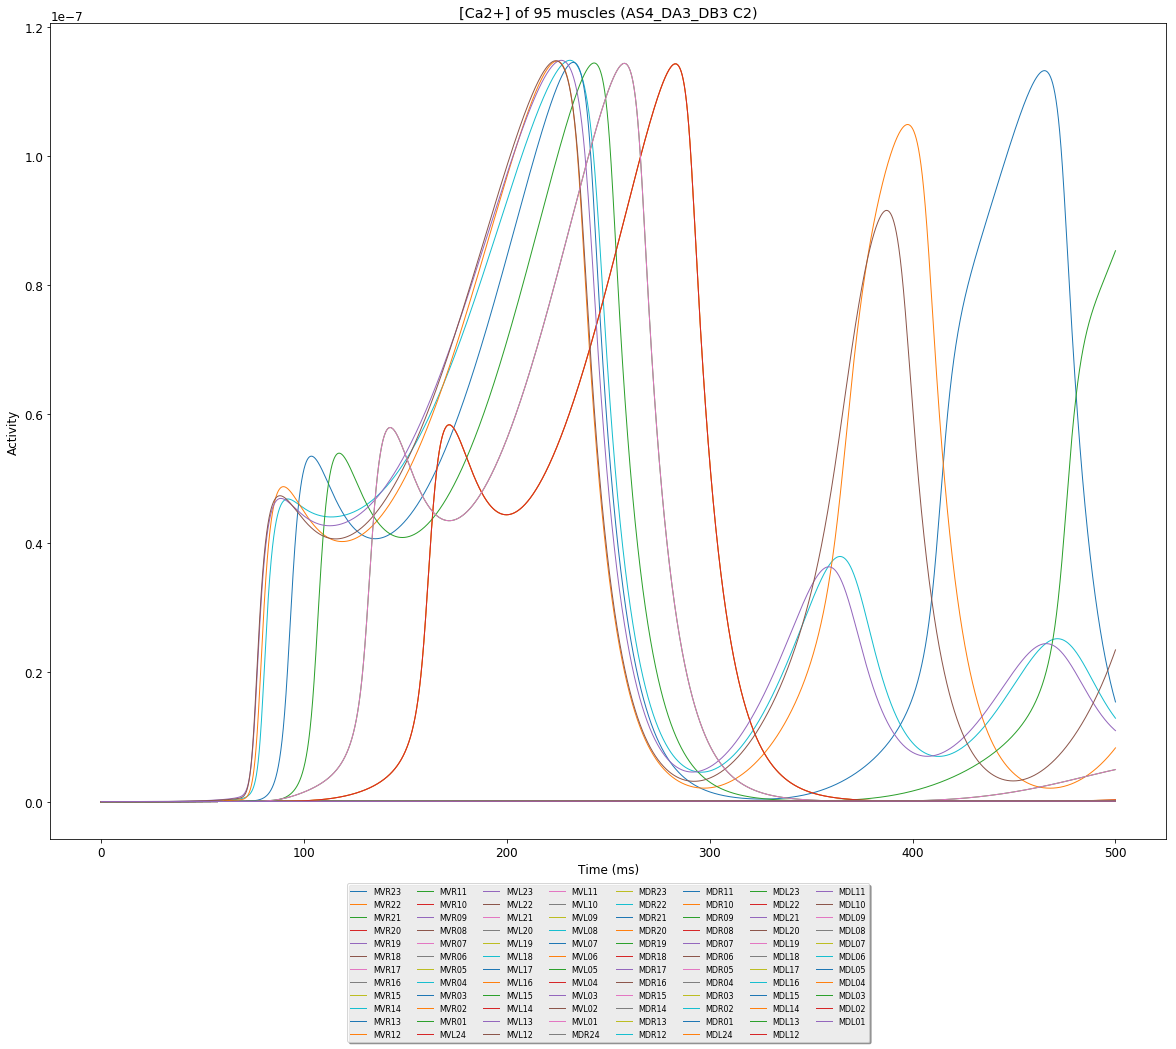 [Ca2+] of 95 muscles (AS4_DA3_DB3 C2)
1e−7
1.2
1.0
0.8
0.6
0.4
0.2
0.0
Activity
0 100 200 300 400 500
Time (ms)
MVR23 MVR11 MVL23 MVL11 MDR23 MDR11 MDL23 MDL11
MVR22 MVR10 MVL22 MVL10 MDR22 MDR10 MDL22 MDL10
MVR21 MVR09 MVL21 MVL09 MDR21 MDR09 MDL21 MDL09
MVR20 MVR08 MVL20 MVL08 MDR20 MDR08 MDL20 MDL08
MVR19 MVR07 MVL19 MVL07 MDR19 MDR07 MDL19 MDL07
MVR18 MVR06 MVL18 MVL06 MDR18 MDR06 MDL18 MDL06
MVR17 MVR05 MVL17 MVL05 MDR17 MDR05 MDL17 MDL05
MVR16 MVR04 MVL16 MVL04 MDR16 MDR04 MDL16 MDL04
MVR15 MVR03 MVL15 MVL03 MDR15 MDR03 MDL15 MDL03
MVR14 MVR02 MVL14 MVL02 MDR14 MDR02 MDL14 MDL02
MVR13 MVR01 MVL13 MVL01 MDR13 MDR01 MDL13 MDL01
MVR12 MVL24 MVL12 MDR24 MDR12 MDL24 MDL12